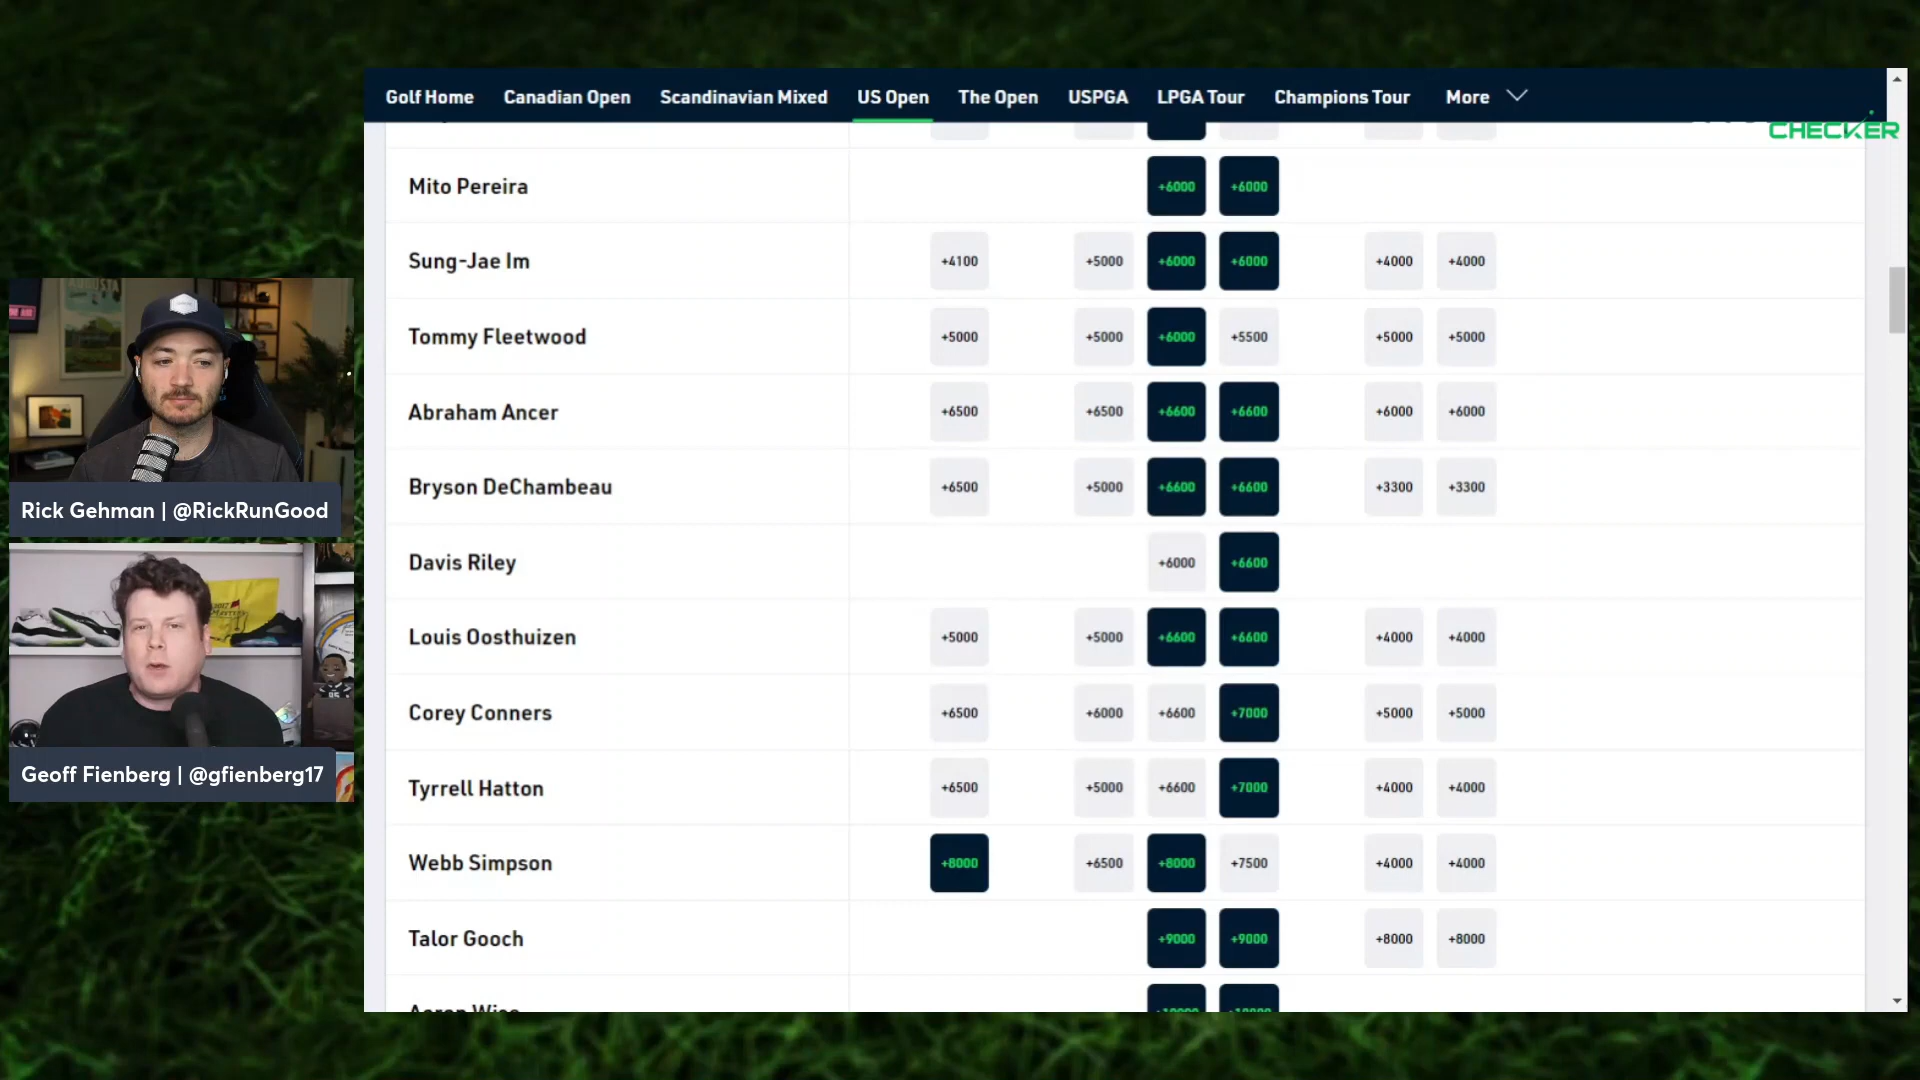 Golf Home Canadian Open Scandinavian Mixed US Open The Open USPGA LPGA Tour Champions Tour More
CHECKER
Mito Pereira +6000 +6000
Sung-Jae Im +4100 +5000 +6000 +6000 +4000 +4000
Tommy Fleetwood +5000 +5000 +6000 +5500 +5000 +5000
Abraham Ancer +6500 +6500 +6600 +6600 +6000 +6000
Bryson DeChambeau +6500 +5000 +6600 +6600 +3300 +3300
Davis Riley +6000 +6600
Louis Oosthuizen +5000 +5000 +6600 +6600 +4000 +4000
Corey Conners +6500 +6000 +6600 +7000 +5000 +5000
Tyrrell Hatton +6500 +5000 +6600 +7000 +4000 +4000
Webb Simpson +8000 +6500 +8000 +7500 +4000 +4000
Talor Gooch +9000 +9000 +8000 +8000
Aaron Wise
AUGUSTA
Rick Gehman | @RickRunGood
2017
Geoff Fienberg | @gfienberg17